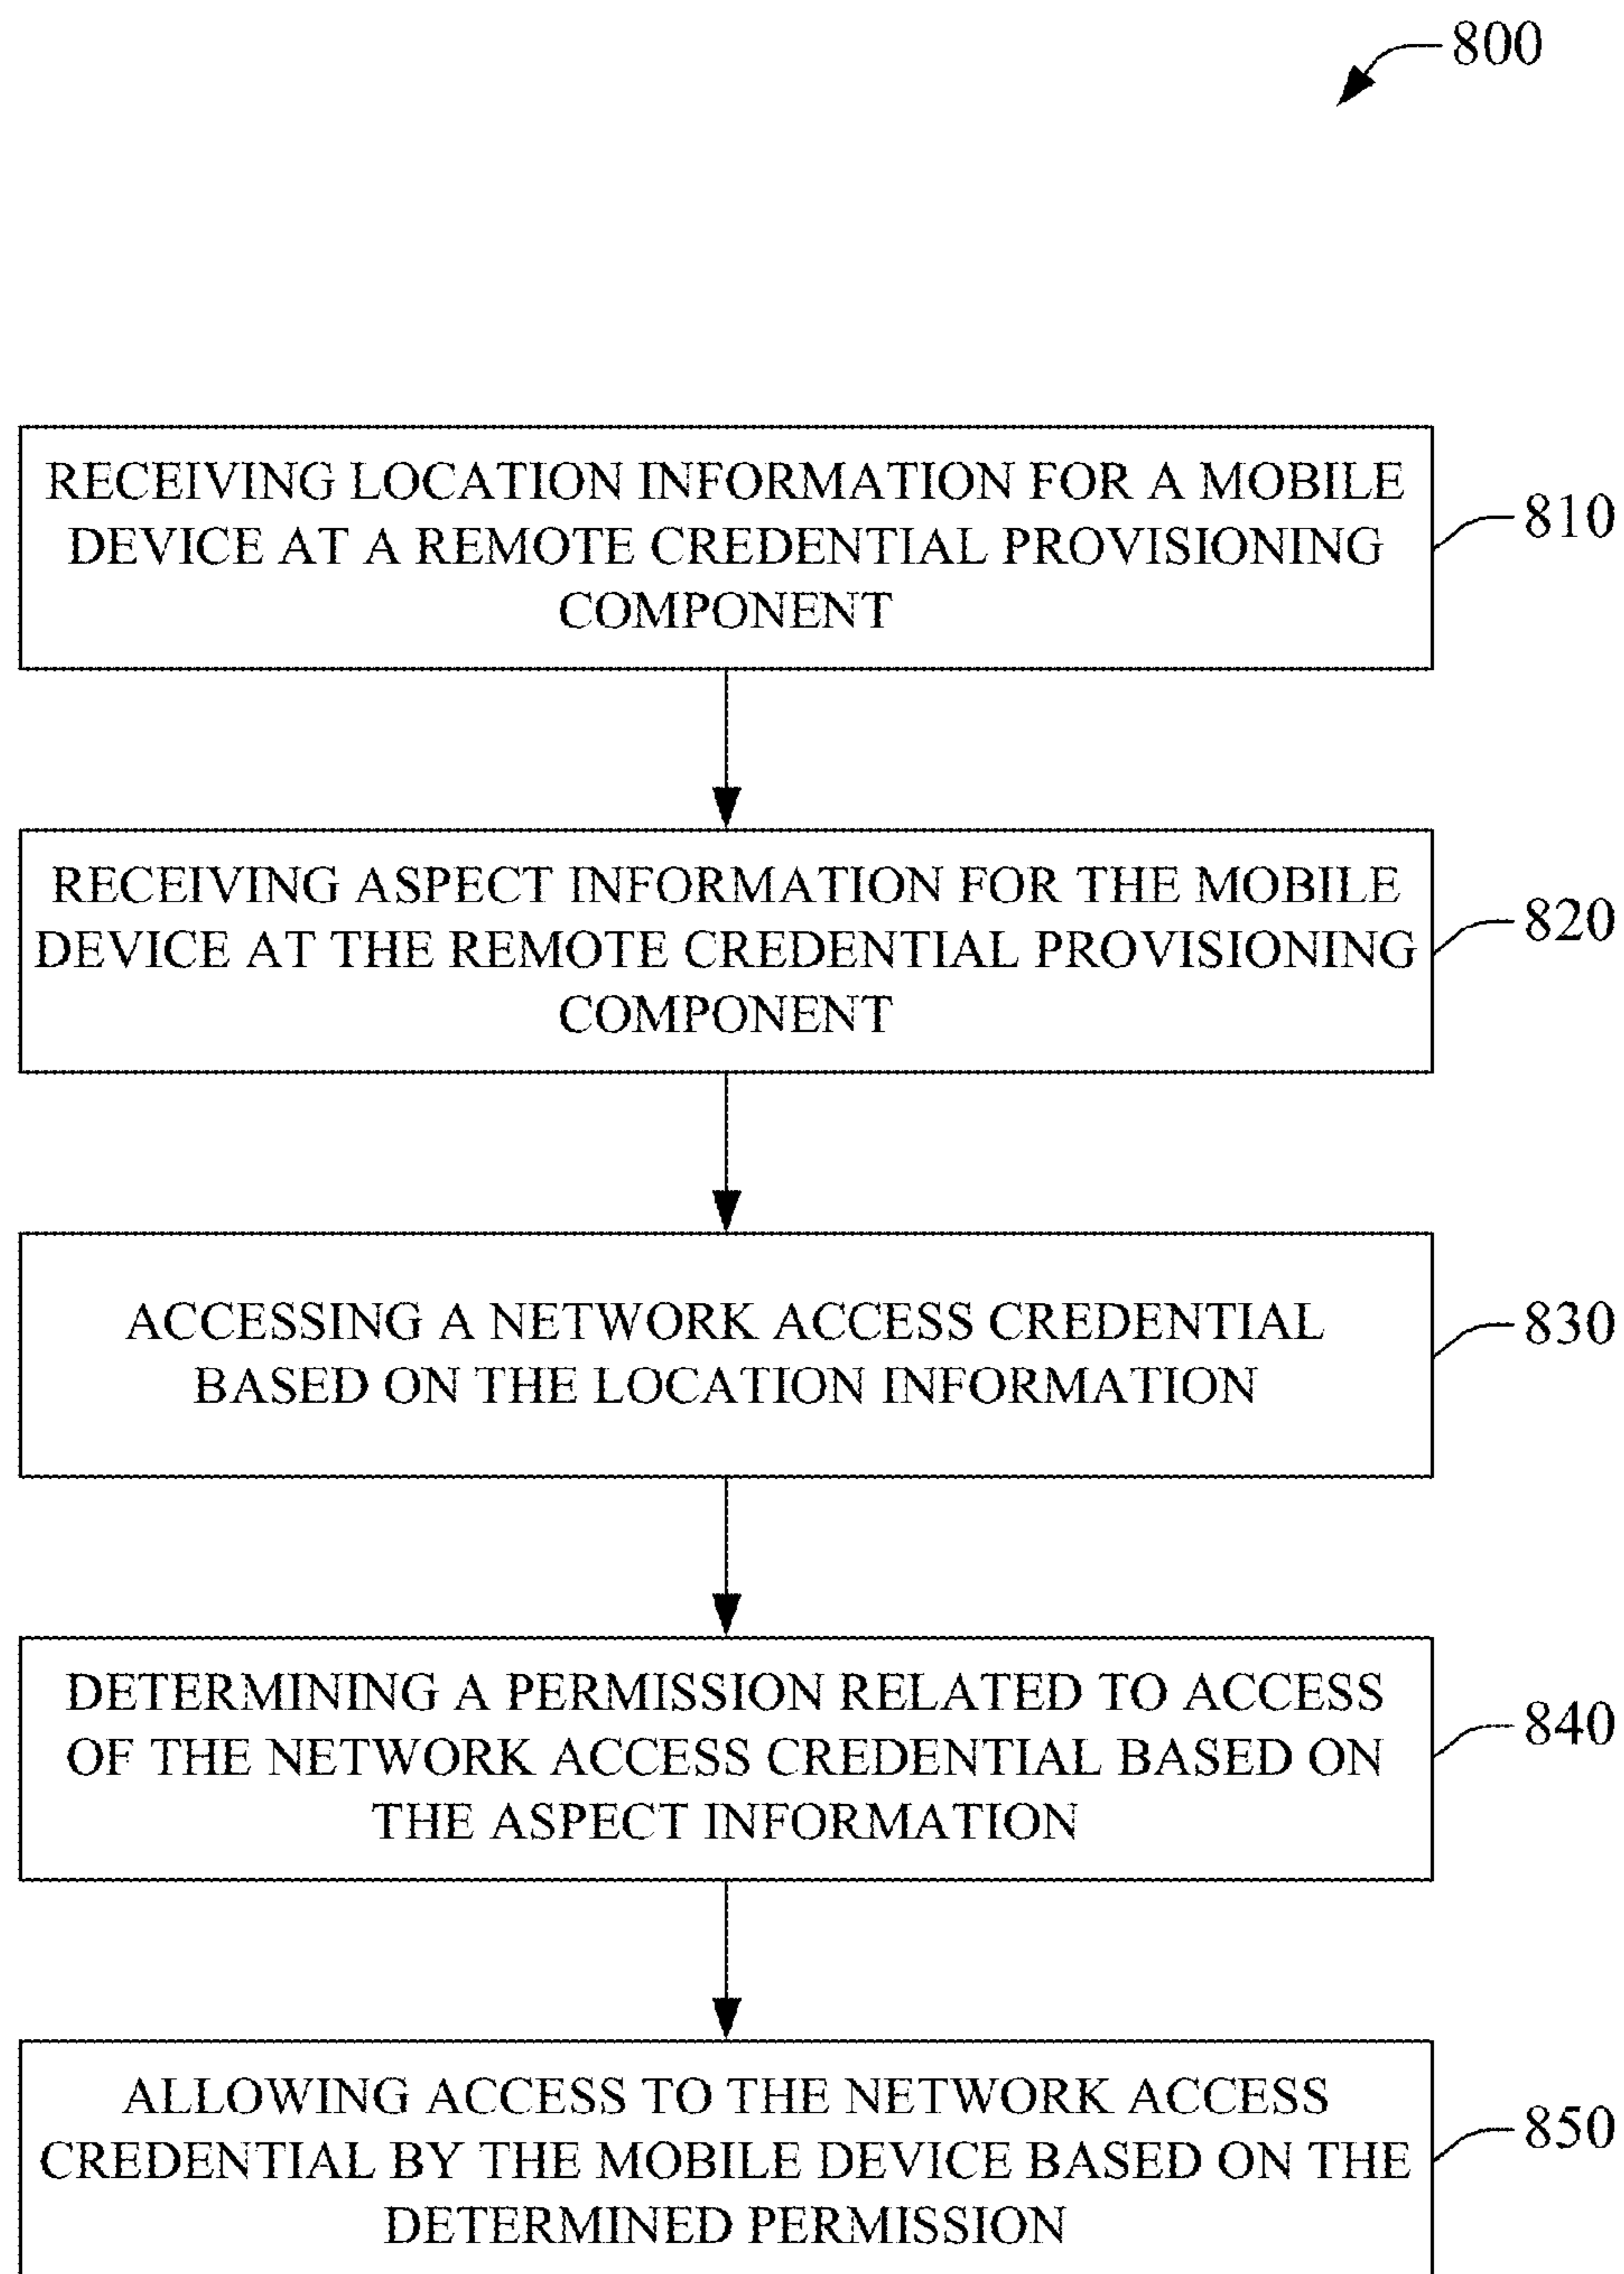 800
RECEIVING LOCATION INFORMATION FOR A MOBILE
DEVICE AT A REMOTE CREDENTIAL PROVISIONING
COMPONENT
810
RECEIVING ASPECT INFORMATION FOR THE MOBILE
DEVICE AT THE REMOTE CREDENTIAL PROVISIONING
COMPONENT
820
ACCESSING A NETWORK ACCESS CREDENTIAL
BASED ON THE LOCATION INFORMATION
830
DETERMINING A PERMISSION RELATED TO ACCESS
OF THE NETWORK ACCESS CREDENTIAL BASED ON
THE ASPECT INFORMATION
840
ALLOWING ACCESS TO THE NETWORK ACCESS
CREDENTIAL BY THE MOBILE DEVICE BASED ON THE
DETERMINED PERMISSION
850